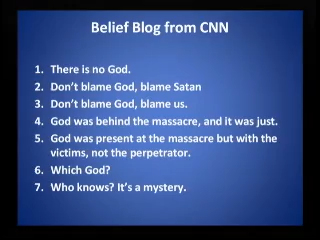 Belief Blog from CNN
1. There is no God.
2. Don't blame God, blame Satan
3. Don't blame God, blame us.
4. God was behind the massacre, and it was just.
5. God was present at the massacre but with the
victims, not the perpetrator.
6. Which God?
7. Who knows? It's a mystery.